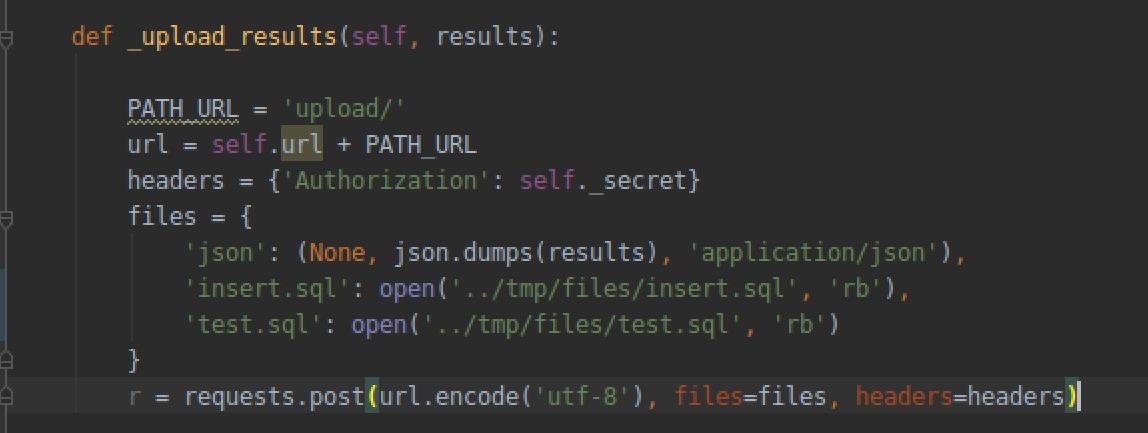 def _upload_results(self, results):
PATH_URL = 'upload/'
url = self.url + PATH_URL
headers = {'Authorization': self._secret}
files = {
'json': (None, json.dumps(results), 'application/json'),
'insert.sql': open('../tmp/files/insert.sql', 'rb'),
'test.sql': open('../tmp/files/test.sql', 'rb')
}
r = requests.post(url.encode('utf-8'), files=files, headers=headers)